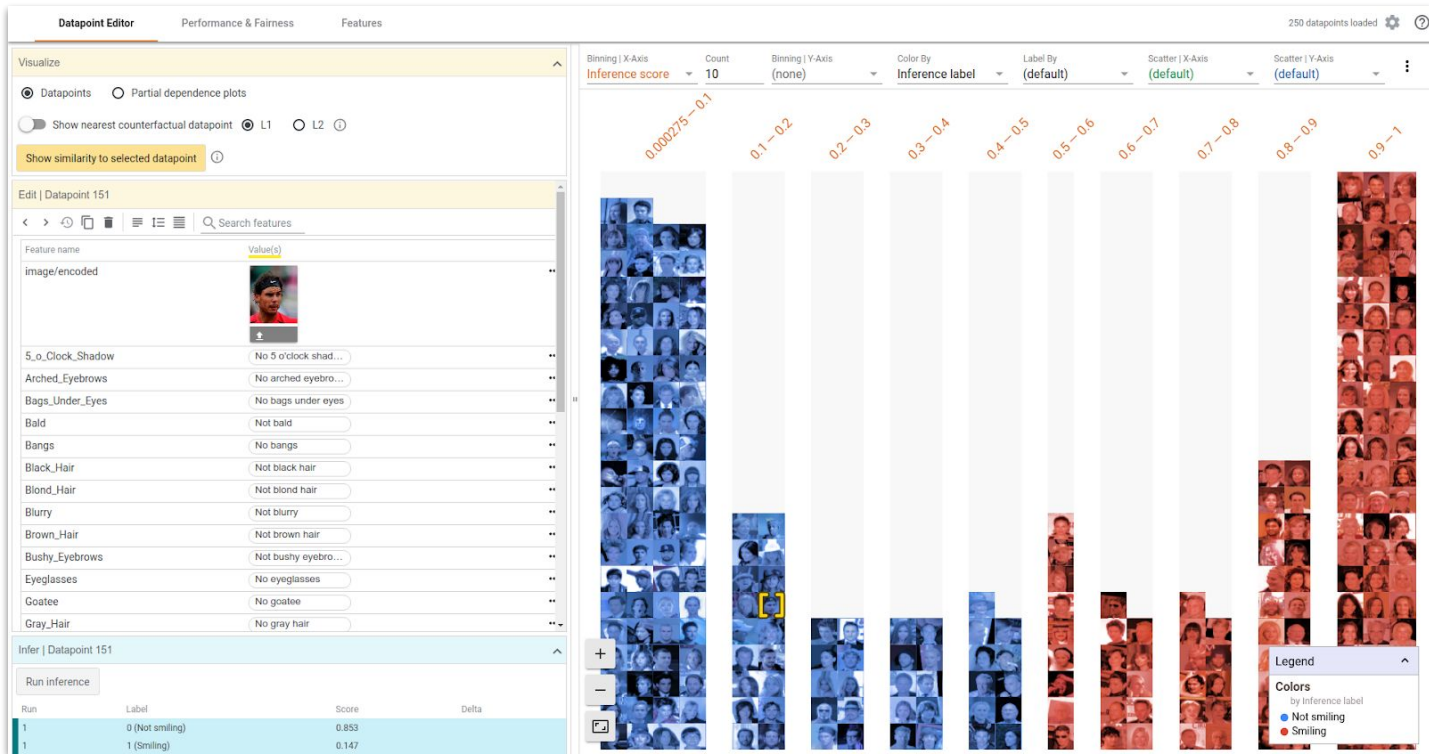 Datapoint Editor Performance & Fairness Features 250 datapoints loaded
Visualize
Datapoints Partial dependence plots
Show nearest counterfactual datapoint L1 L2
Show similarity to selected datapoint
Edit | Datapoint 151
Search features
Feature name Value(s)
image/encoded
5_o_Clock_Shadow No 5 o'clock shad...
Arched_Eyebrows No arched eyebro...
Bags_Under_Eyes No bags under eyes
Bald Not bald
Bangs No bangs
Black_Hair Not black hair
Blond_Hair Not blond hair
Blurry Not blurry
Brown_Hair Not brown hair
Bushy_Eyebrows Not bushy eyebro...
Eyeglasses No eyeglasses
Goatee No goatee
Gray_Hair No gray hair
Infer | Datapoint 151
Run inference
Run Label Score Delta
1 0 (Not smiling) 0.853
1 1 (Smiling) 0.147
Binning | X-Axis Count Binning | Y-Axis Color By Label By Scatter | X-Axis Scatter | Y-Axis
Inference score 10 (none) Inference label (default) (default) (default)
0.000275 – 0.1 0.1 – 0.2 0.2 – 0.3 0.3 – 0.4 0.4 – 0.5 0.5 – 0.6 0.6 – 0.7 0.7 – 0.8 0.8 – 0.9 0.9 – 1
Legend
Colors
by Inference label
Not smiling
Smiling